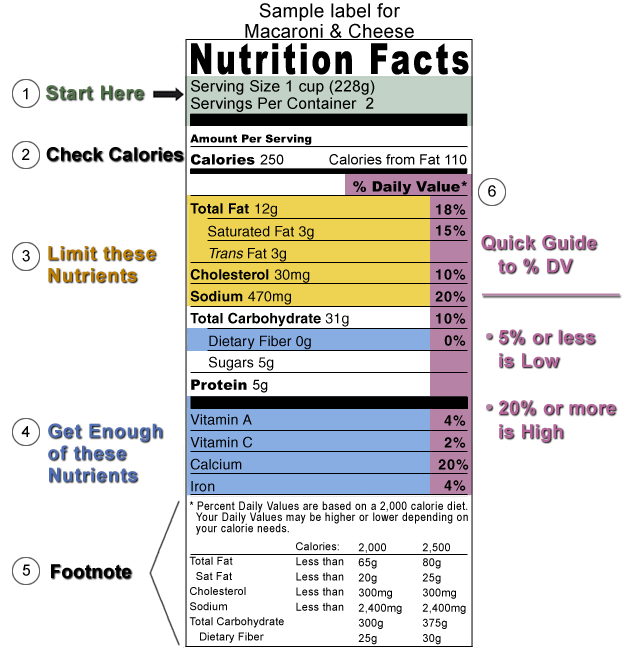 Sample label for
Macaroni & Cheese
Nutrition Facts
1 Start Here
Serving Size 1 cup (228g)
Servings Per Container 2
Amount Per Serving
2 Check Calories
Calories 250 Calories from Fat 110
% Daily Value*
6
Quick Guide
to % DV
• 5% or less
is Low
• 20% or more
is High
3 Limit these
Nutrients
Total Fat 12g 18%
Saturated Fat 3g 15%
Trans Fat 3g
Cholesterol 30mg 10%
Sodium 470mg 20%
Total Carbohydrate 31g 10%
Dietary Fiber 0g 0%
Sugars 5g
Protein 5g
4 Get Enough
of these
Nutrients
Vitamin A 4%
Vitamin C 2%
Calcium 20%
Iron 4%
5 Footnote
* Percent Daily Values are based on a 2,000 calorie diet.
Your Daily Values may be higher or lower depending on
your calorie needs.
Calories: 2,000 2,500
Total Fat Less than 65g 80g
Sat Fat Less than 20g 25g
Cholesterol Less than 300mg 300mg
Sodium Less than 2,400mg 2,400mg
Total Carbohydrate 300g 375g
Dietary Fiber 25g 30g